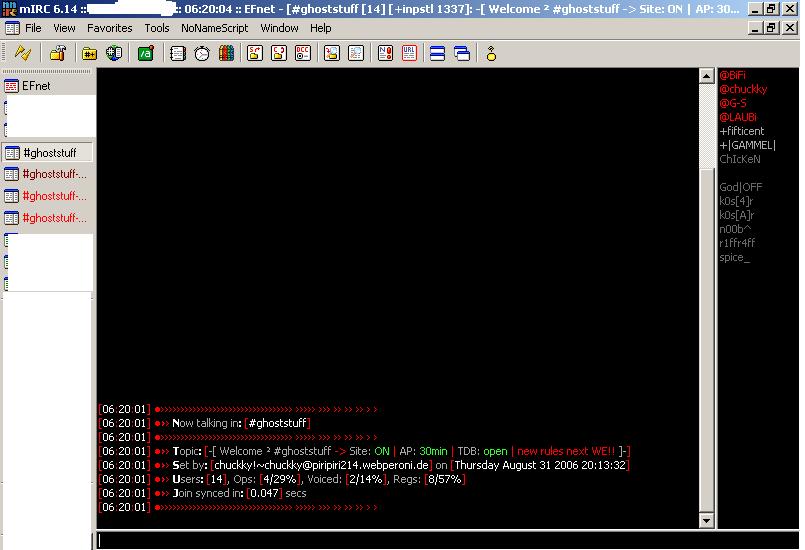 mIRC 6.14 :: :: 06:20:04 :: EFnet - [#ghoststuff [14] [+inpstl 1337]: -[ Welcome ² #ghoststuff -> Site: ON | AP: 30...
File View Favorites Tools NoNameScript Window Help
EFnet
#ghoststuff
#ghoststuff-...
#ghoststuff-...
#ghoststuff-...
[06:20:01] ●»»»»»»»»»»»»»»»»»»»»»»»»»»»
[06:20:01] ●›› Now talking in: [#ghoststuff]
[06:20:01] ●»»»»»»»»»»»»»»»»»»»»»»»»»»»
[06:20:01] ●›› Topic: [-[ Welcome ² #ghoststuff -> Site: ON | AP: 30min | TDB: open | new rules next WE!! ]-]
[06:20:01] ●›› Set by: [chuckky!~chuckky@piripiri214.webperoni.de] on [Thursday August 31 2006 20:13:32]
[06:20:01] ●›› Users: [14], Ops: [4/29%], Voiced: [2/14%], Regs: [8/57%]
[06:20:01] ●›› Join synced in: [0.047] secs
[06:20:01] ●»»»»»»»»»»»»»»»»»»»»»»»»»»»
@BiFi
@chuckky
@G-S
@LAUBi
+fifticent
+|GAMMEL|
ChIcKeN
God|OFF
k0s[4]r
k0s[A]r
n00b^
r1ffr4ff
spice_